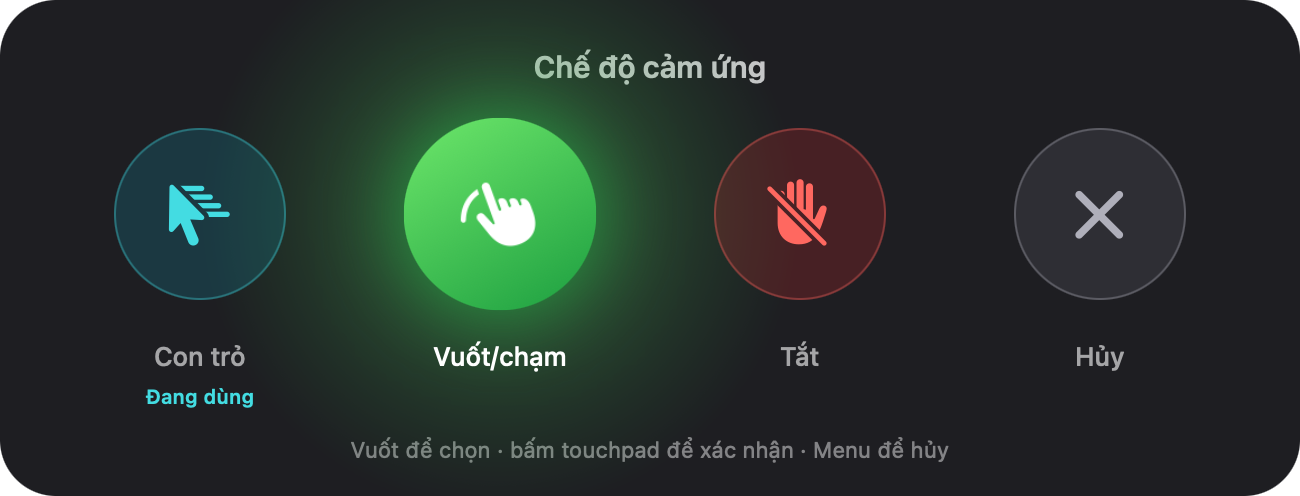 Chế độ cảm ứng
Con trỏ
Vuốt/chạm
Tắt
Hủy
Đang dùng
Vuốt để chọn · bấm touchpad để xác nhận · Menu để hủy